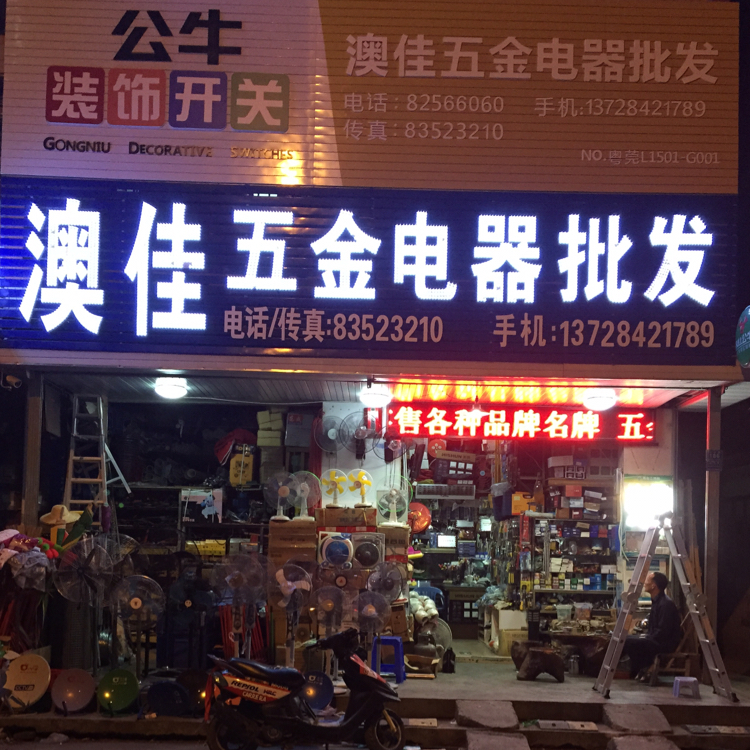 公牛
装饰开关
GONGNIU DECORATIVE SWITCHES
澳佳五金电器批发
电话:82566060 手机:13728421789
传真:83523210
NO.粤莞L1501-G001
澳佳五金电器批发
电话/传真:83523210 手机:13728421789
售各种品牌名牌 五金